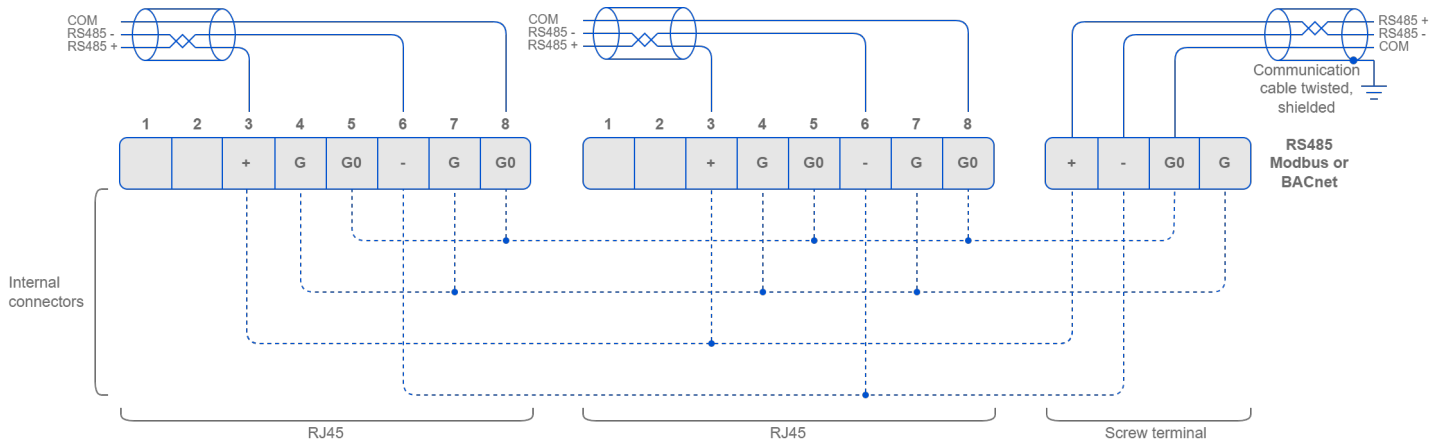 COM
RS485 -
RS485 +
COM
RS485 -
RS485 +
RS485 +
RS485 -
COM
Communication
cable twisted,
shielded
1 2 3 4 5 6 7 8
1 2 3 4 5 6 7 8
+ G G0 - G G0
+ G G0 - G G0
+ - G0 G
RS485
Modbus or
BACnet
Internal
connectors
RJ45
RJ45
Screw terminal